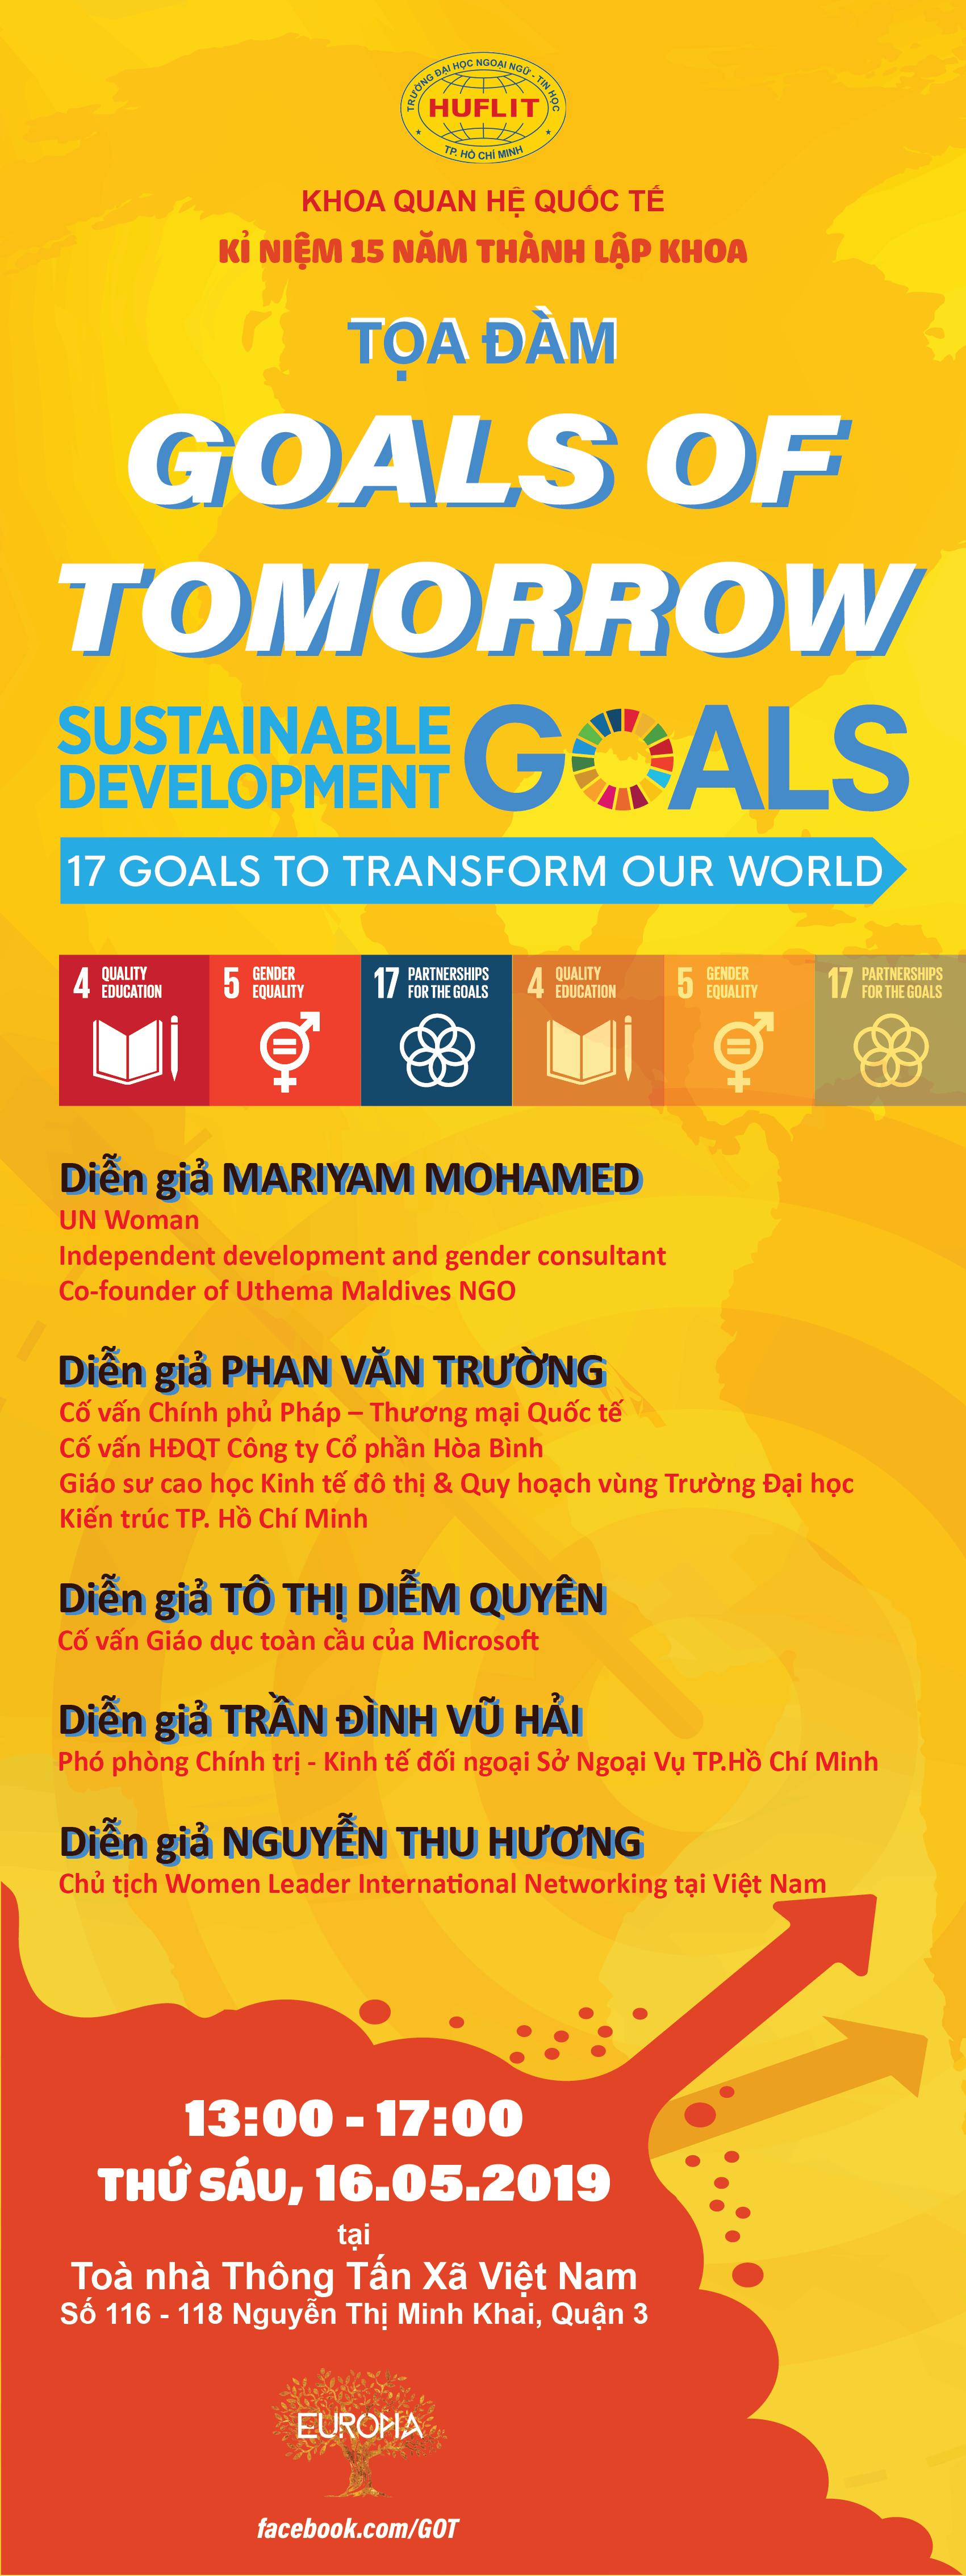 TRƯỜNG ĐẠI HỌC NGOẠI NGỮ - TIN HỌC
HUFLIT
TP. HỒ CHÍ MINH
KHOA QUAN HỆ QUỐC TẾ
KỈ NIỆM 15 NĂM THÀNH LẬP KHOA
TỌA ĐÀM
GOALS OF
TOMORROW
SUSTAINABLE
DEVELOPMENT
GOALS
17 GOALS TO TRANSFORM OUR WORLD
4 QUALITY
EDUCATION
5 GENDER
EQUALITY
17 PARTNERSHIPS
FOR THE GOALS
4 QUALITY
EDUCATION
5 GENDER
EQUALITY
17 PARTNERSHIPS
FOR THE GOALS
Diễn giả MARIYAM MOHAMED
UN Woman
Independent development and gender consultant
Co-founder of Uthema Maldives NGO
Diễn giả PHAN VĂN TRƯỜNG
Cố vấn Chính phủ Pháp – Thương mại Quốc tế
Cố vấn HĐQT Công ty Cổ phần Hòa Bình
Giáo sư cao học Kinh tế đô thị & Quy hoạch vùng Trường Đại học
Kiến trúc TP. Hồ Chí Minh
Diễn giả TÔ THỊ DIỄM QUYÊN
Cố vấn Giáo dục toàn cầu của Microsoft
Diễn giả TRẦN ĐÌNH VŨ HẢI
Phó phòng Chính trị - Kinh tế đối ngoại Sở Ngoại Vụ TP.Hồ Chí Minh
Diễn giả NGUYỄN THU HƯƠNG
Chủ tịch Women Leader International Networking tại Việt Nam
13:00 - 17:00
THỨ SÁU, 16.05.2019
tại
Toà nhà Thông Tấn Xã Việt Nam
Số 116 - 118 Nguyễn Thị Minh Khai, Quận 3
EUROHA
facebook.com/GOT